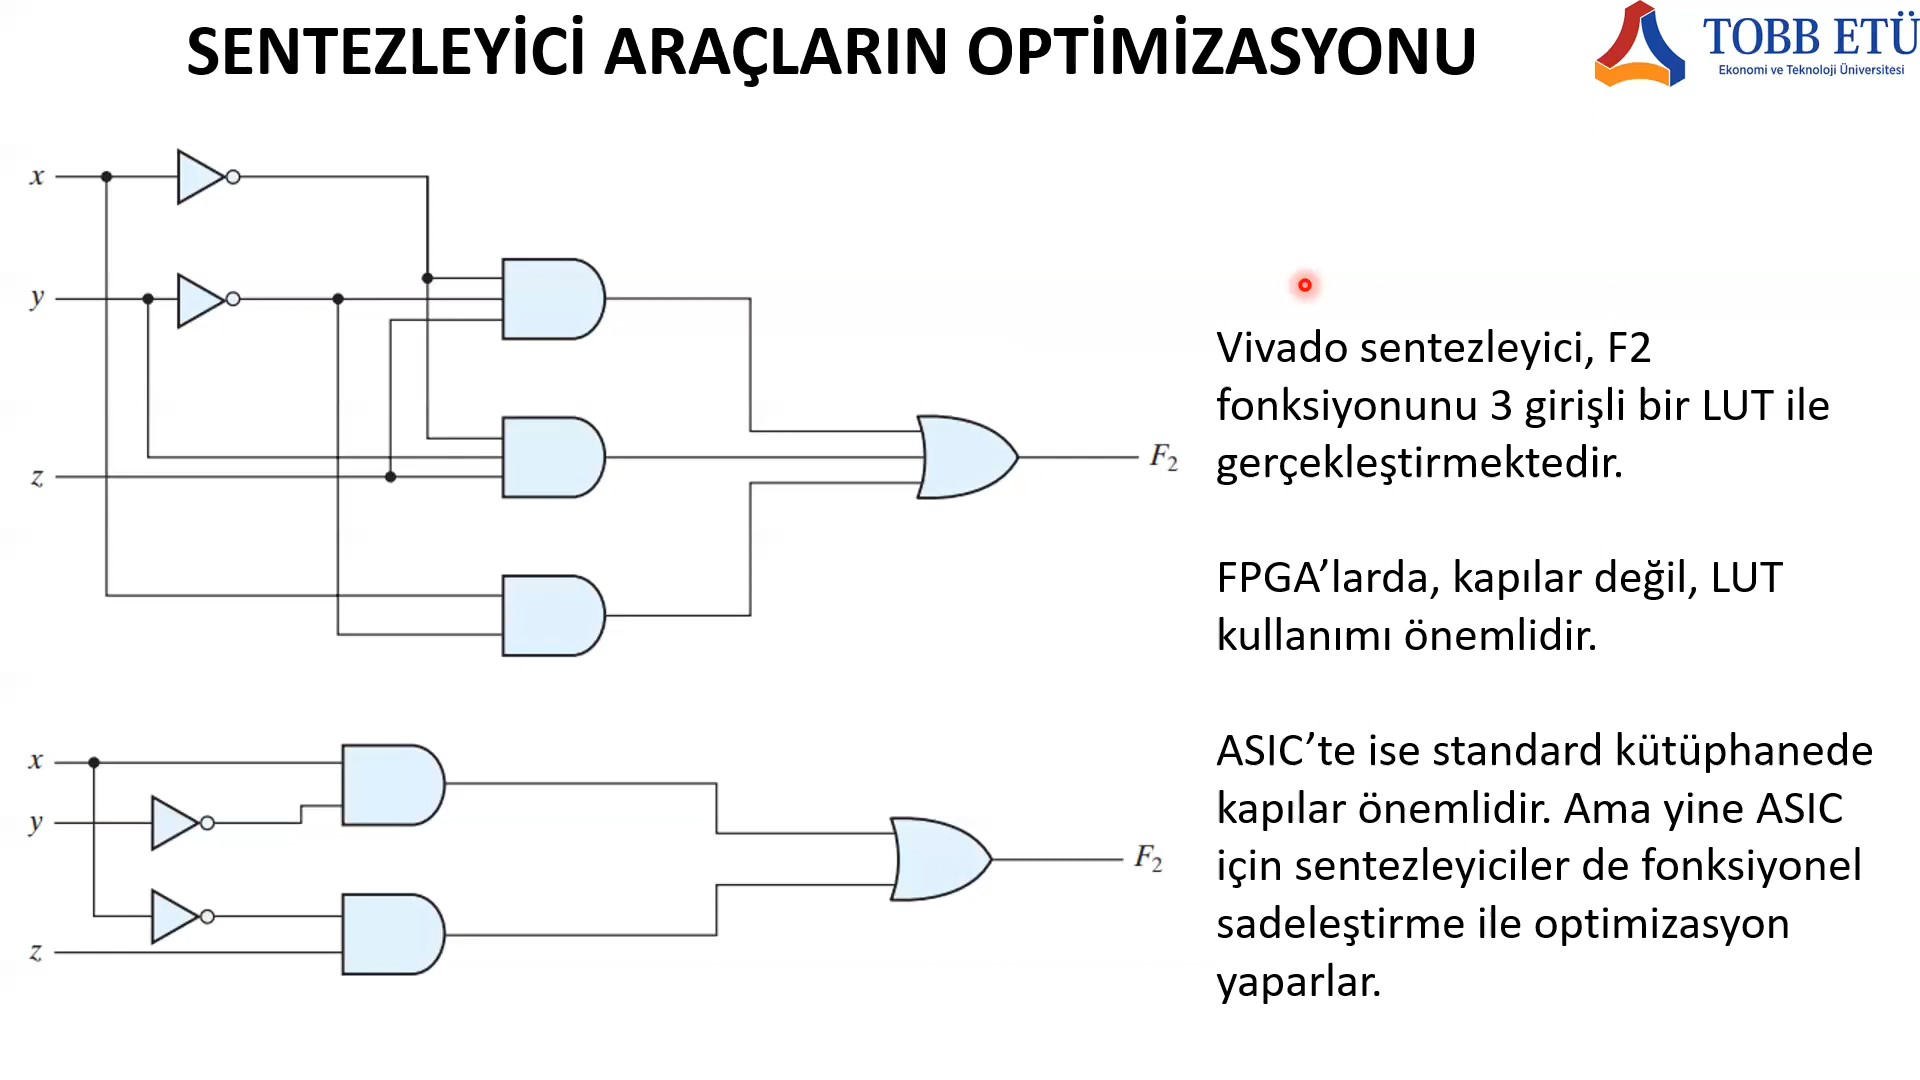 SENTEZLEYİCİ ARAÇLARIN OPTİMİZASYONU
TOBB ETÜ
Ekonomi ve Teknoloji Üniversitesi
x
y
z
F₂
Vivado sentezleyici, F2
fonksiyonunu 3 girişli bir LUT ile
gerçekleştirmektedir.
FPGA’larda, kapılar değil, LUT
kullanımı önemlidir.
x
y
z
F₂
ASIC’te ise standard kütüphanede
kapılar önemlidir. Ama yine ASIC
için sentezleyiciler de fonksiyonel
sadeleştirme ile optimizasyon
yaparlar.